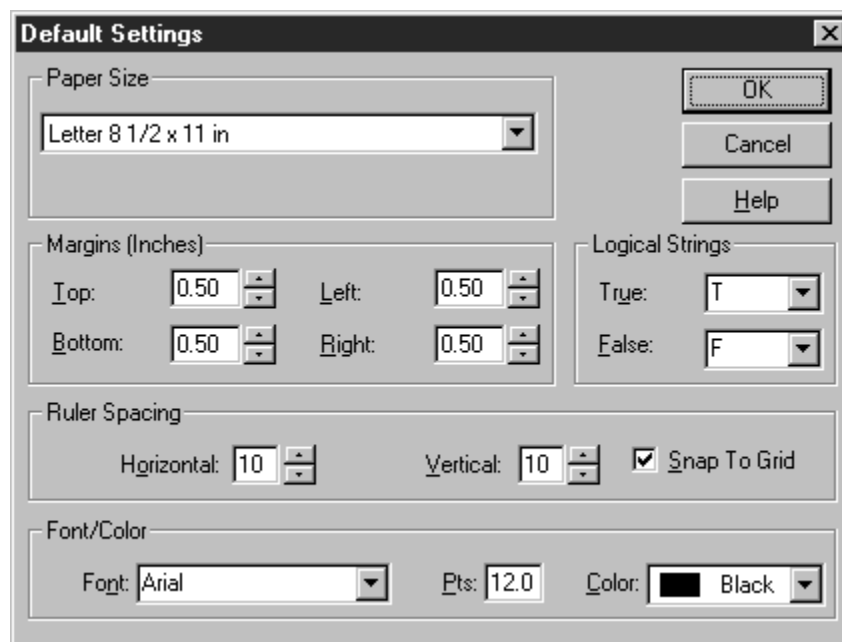 Default Settings
Paper Size
Letter 8 1/2 x 11 in
OK
Cancel
Help
Margins (Inches)
Top: 0.50 Left: 0.50
Bottom: 0.50 Right: 0.50
Logical Strings
True: T
False: F
Ruler Spacing
Horizontal: 10 Vertical: 10 Snap To Grid
Font/Color
Font: Arial Pts: 12.0 Color: Black